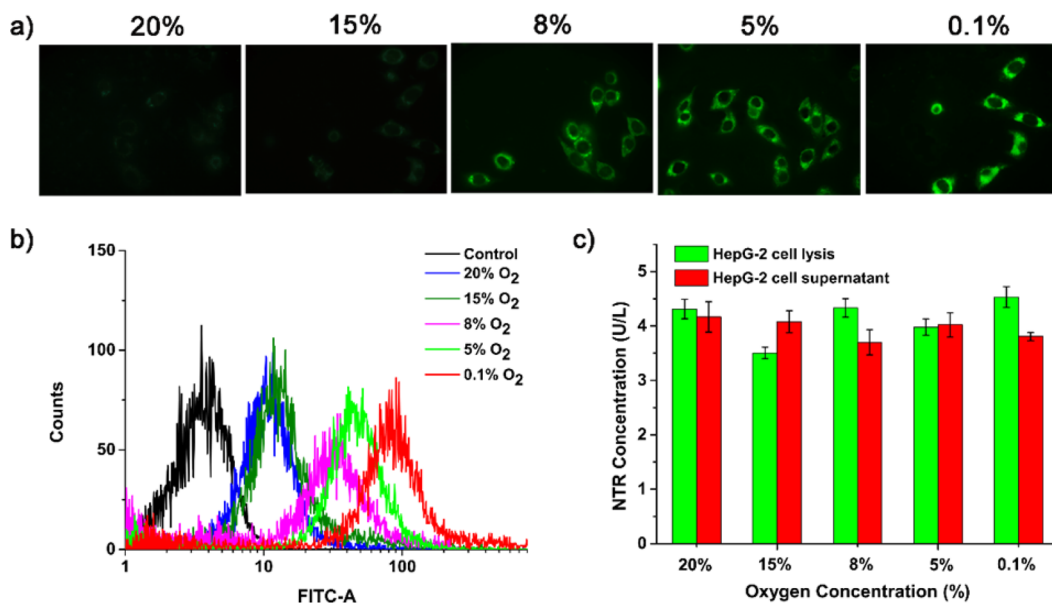 a)
20% 15% 8% 5% 0.1%
b)
150
100
50
0
Counts
1 10 100
FITC-A
Control
20% O₂
15% O₂
8% O₂
5% O₂
0.1% O₂
c)
HepG-2 cell lysis
HepG-2 cell supernatant
5
4
3
2
1
0
NTR Concentration (U/L)
20% 15% 8% 5% 0.1%
Oxygen Concentration (%)